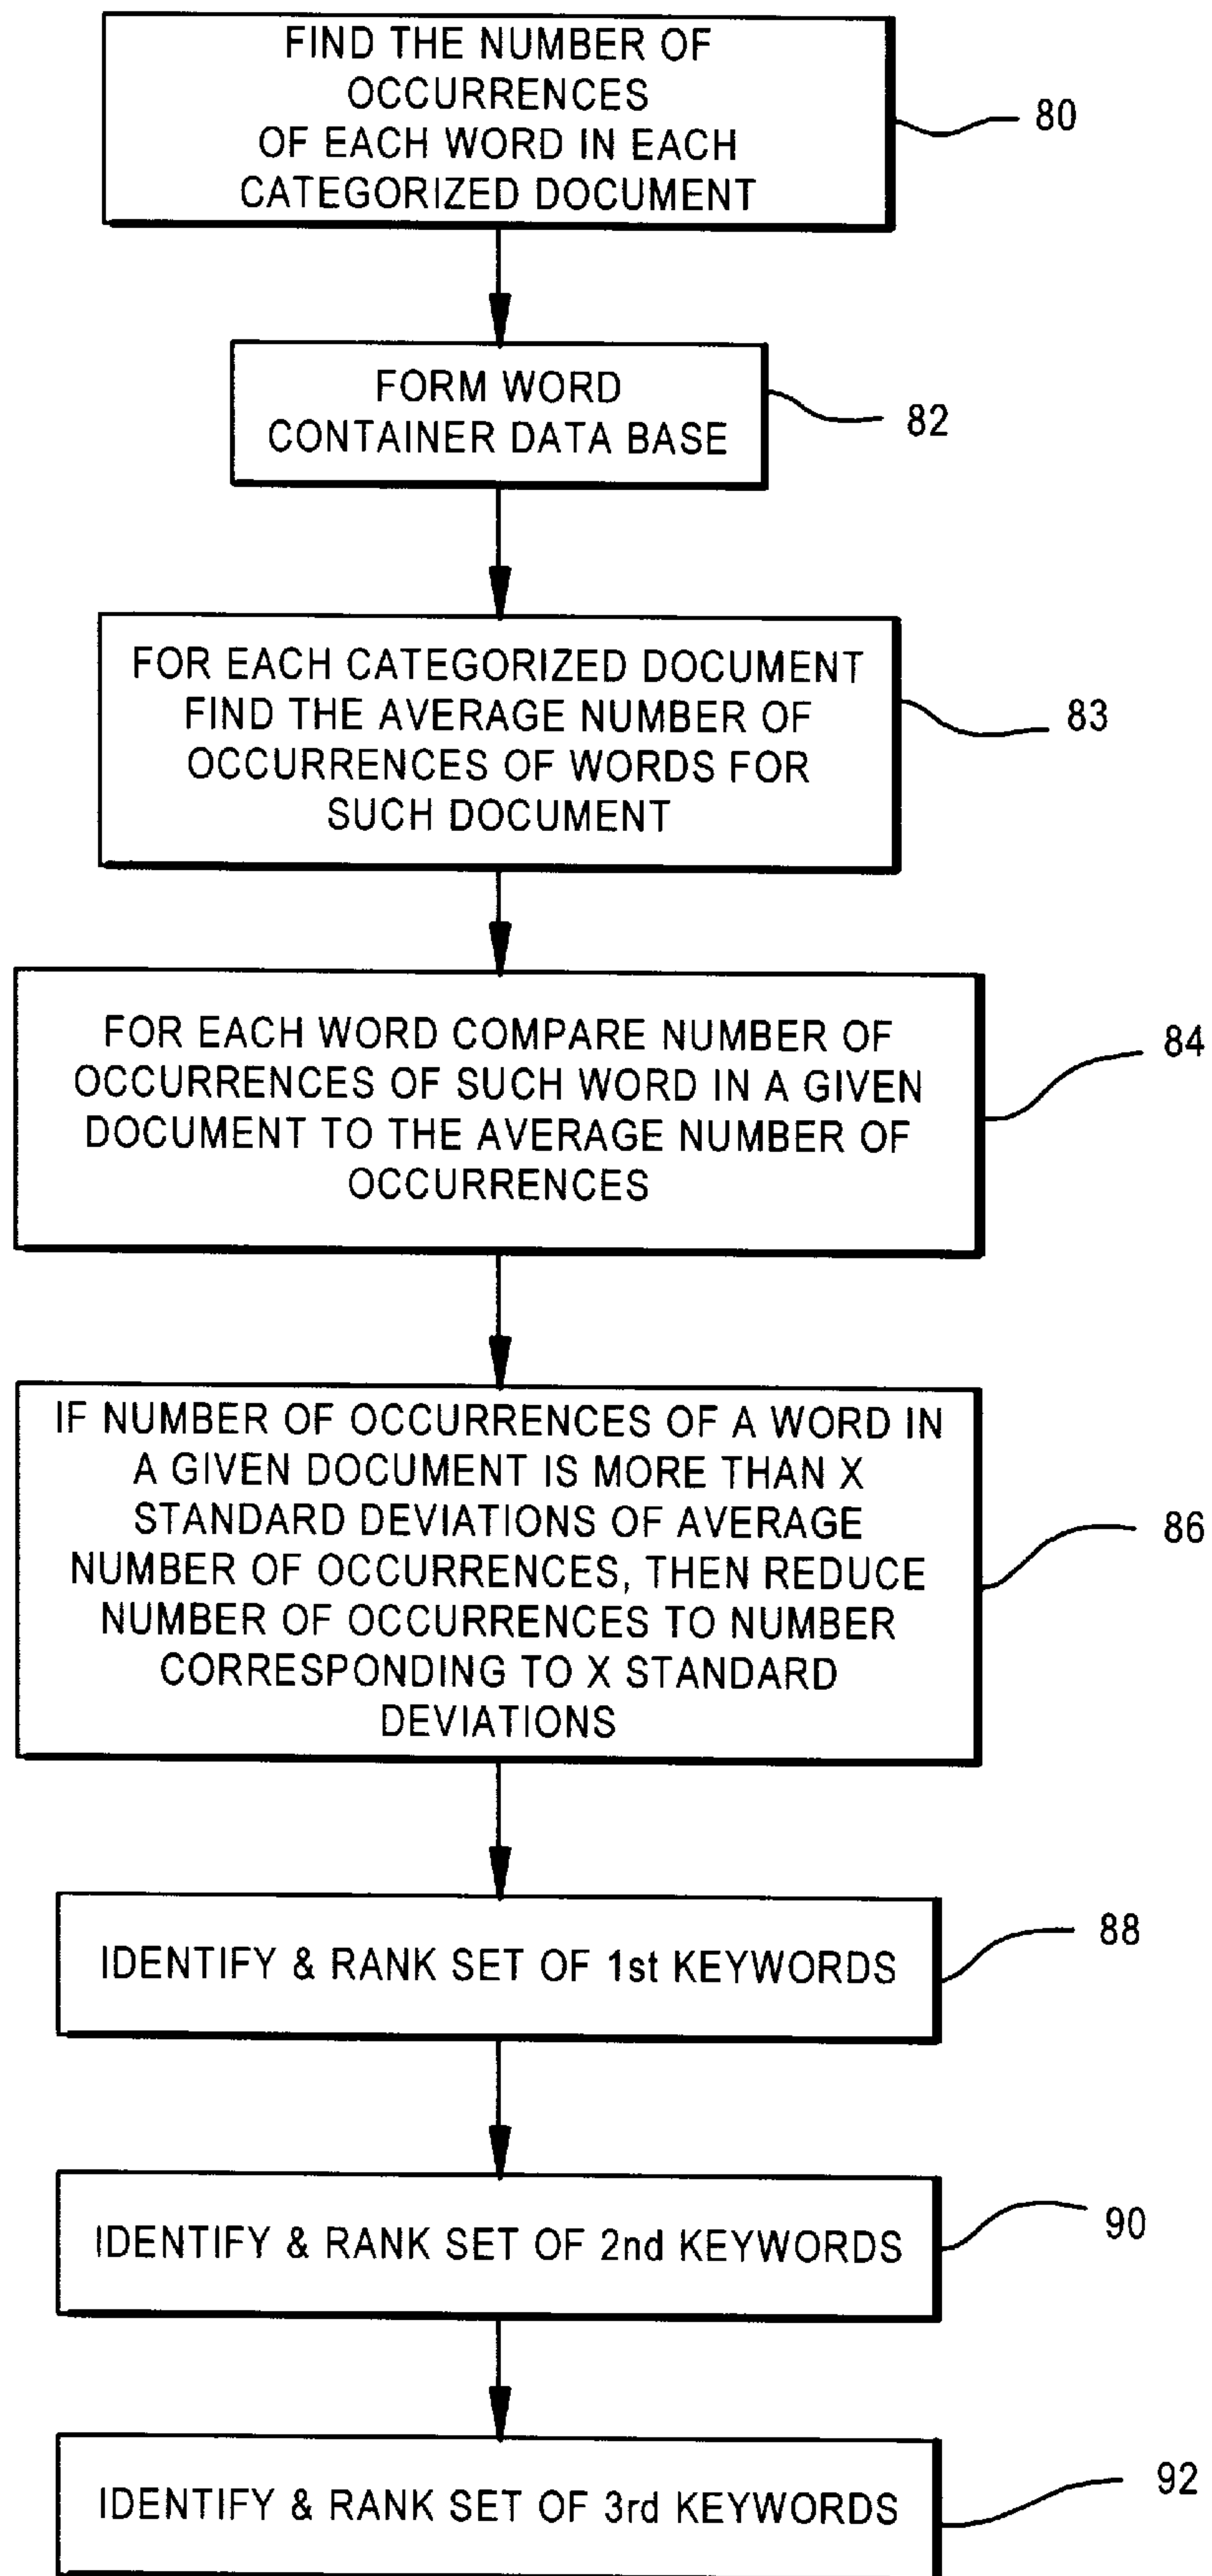 FIND THE NUMBER OF
OCCURRENCES
OF EACH WORD IN EACH
CATEGORIZED DOCUMENT
80
FORM WORD
CONTAINER DATA BASE
82
FOR EACH CATEGORIZED DOCUMENT
FIND THE AVERAGE NUMBER OF
OCCURRENCES OF WORDS FOR
SUCH DOCUMENT
83
FOR EACH WORD COMPARE NUMBER OF
OCCURRENCES OF SUCH WORD IN A GIVEN
DOCUMENT TO THE AVERAGE NUMBER OF
OCCURRENCES
84
IF NUMBER OF OCCURRENCES OF A WORD IN
A GIVEN DOCUMENT IS MORE THAN X
STANDARD DEVIATIONS OF AVERAGE
NUMBER OF OCCURRENCES, THEN REDUCE
NUMBER OF OCCURRENCES TO NUMBER
CORRESPONDING TO X STANDARD
DEVIATIONS
86
IDENTIFY & RANK SET OF 1st KEYWORDS
88
IDENTIFY & RANK SET OF 2nd KEYWORDS
90
IDENTIFY & RANK SET OF 3rd KEYWORDS
92